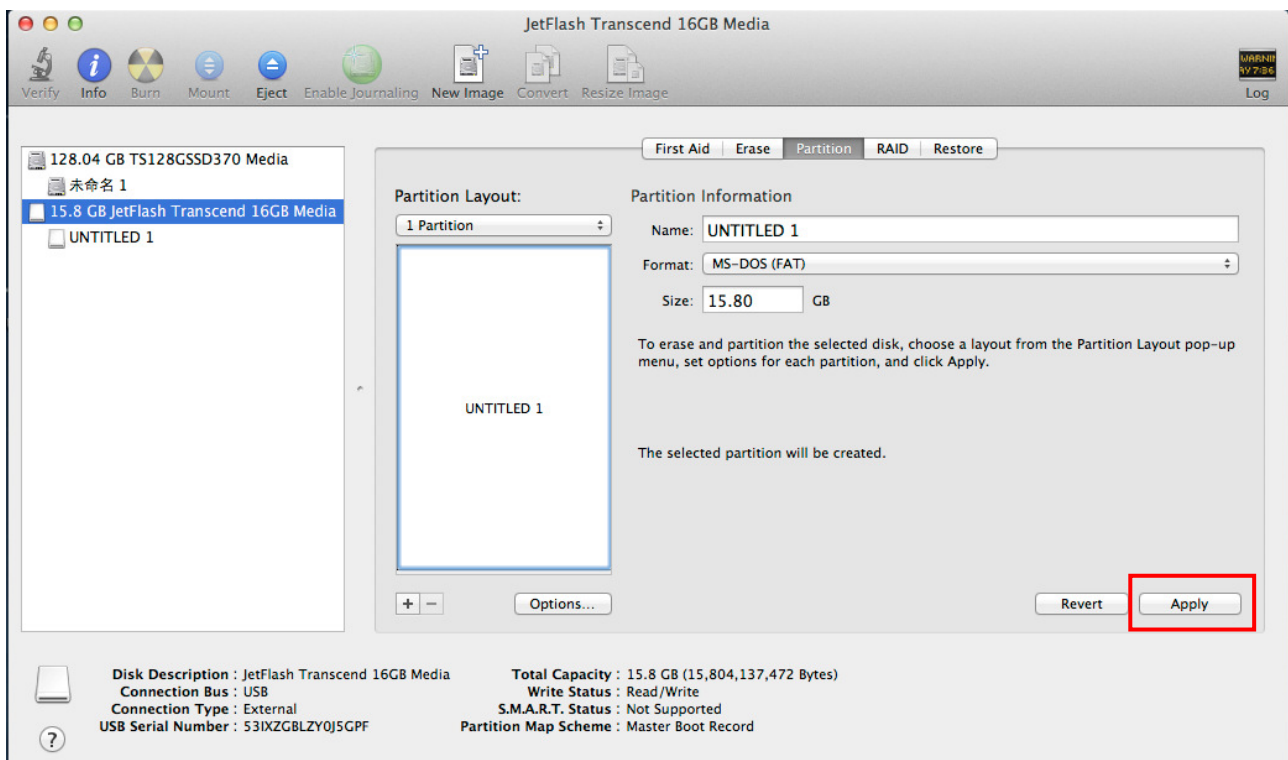 JetFlash Transcend 16GB Media
Verify Info Burn Mount Eject Enable Journaling New Image Convert Resize Image Log
WARNIN
AY 7:36
128.04 GB TS128GSSD370 Media
未命名 1
15.8 GB JetFlash Transcend 16GB Media
UNTITLED 1
First Aid Erase Partition RAID Restore
Partition Layout:
1 Partition
UNTITLED 1
Partition Information
Name: UNTITLED 1
Format: MS-DOS (FAT)
Size: 15.80 GB
To erase and partition the selected disk, choose a layout from the Partition Layout pop-up
menu, set options for each partition, and click Apply.
The selected partition will be created.
+ − Options... Revert Apply
Disk Description : JetFlash Transcend 16GB Media
Connection Bus : USB
Connection Type : External
USB Serial Number : 53IXZGBLZY0J5GPF
Total Capacity : 15.8 GB (15,804,137,472 Bytes)
Write Status : Read/Write
S.M.A.R.T. Status : Not Supported
Partition Map Scheme : Master Boot Record
?